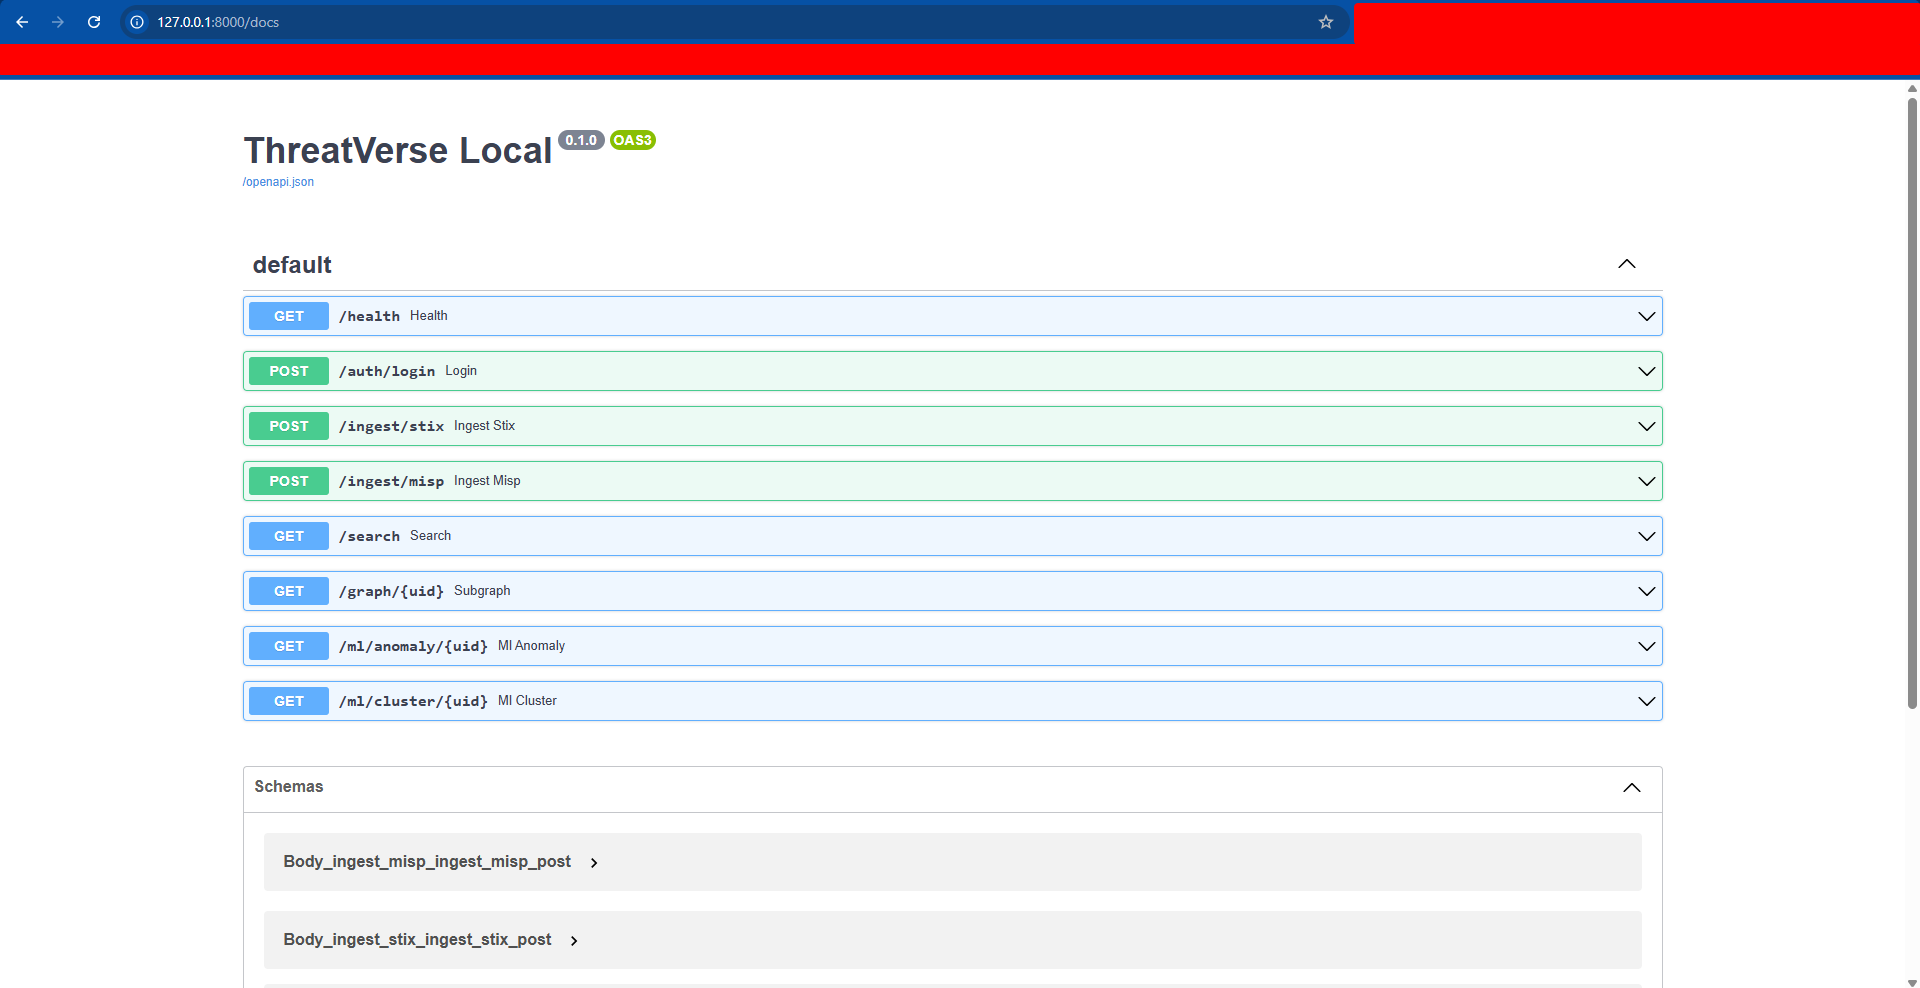 127.0.0.1:8000/docs
ThreatVerse Local 0.1.0 OAS3
/openapi.json
default
GET /health Health
POST /auth/login Login
POST /ingest/stix Ingest Stix
POST /ingest/misp Ingest Misp
GET /search Search
GET /graph/{uid} Subgraph
GET /ml/anomaly/{uid} Ml Anomaly
GET /ml/cluster/{uid} Ml Cluster
Schemas
Body_ingest_misp_ingest_misp_post
Body_ingest_stix_ingest_stix_post